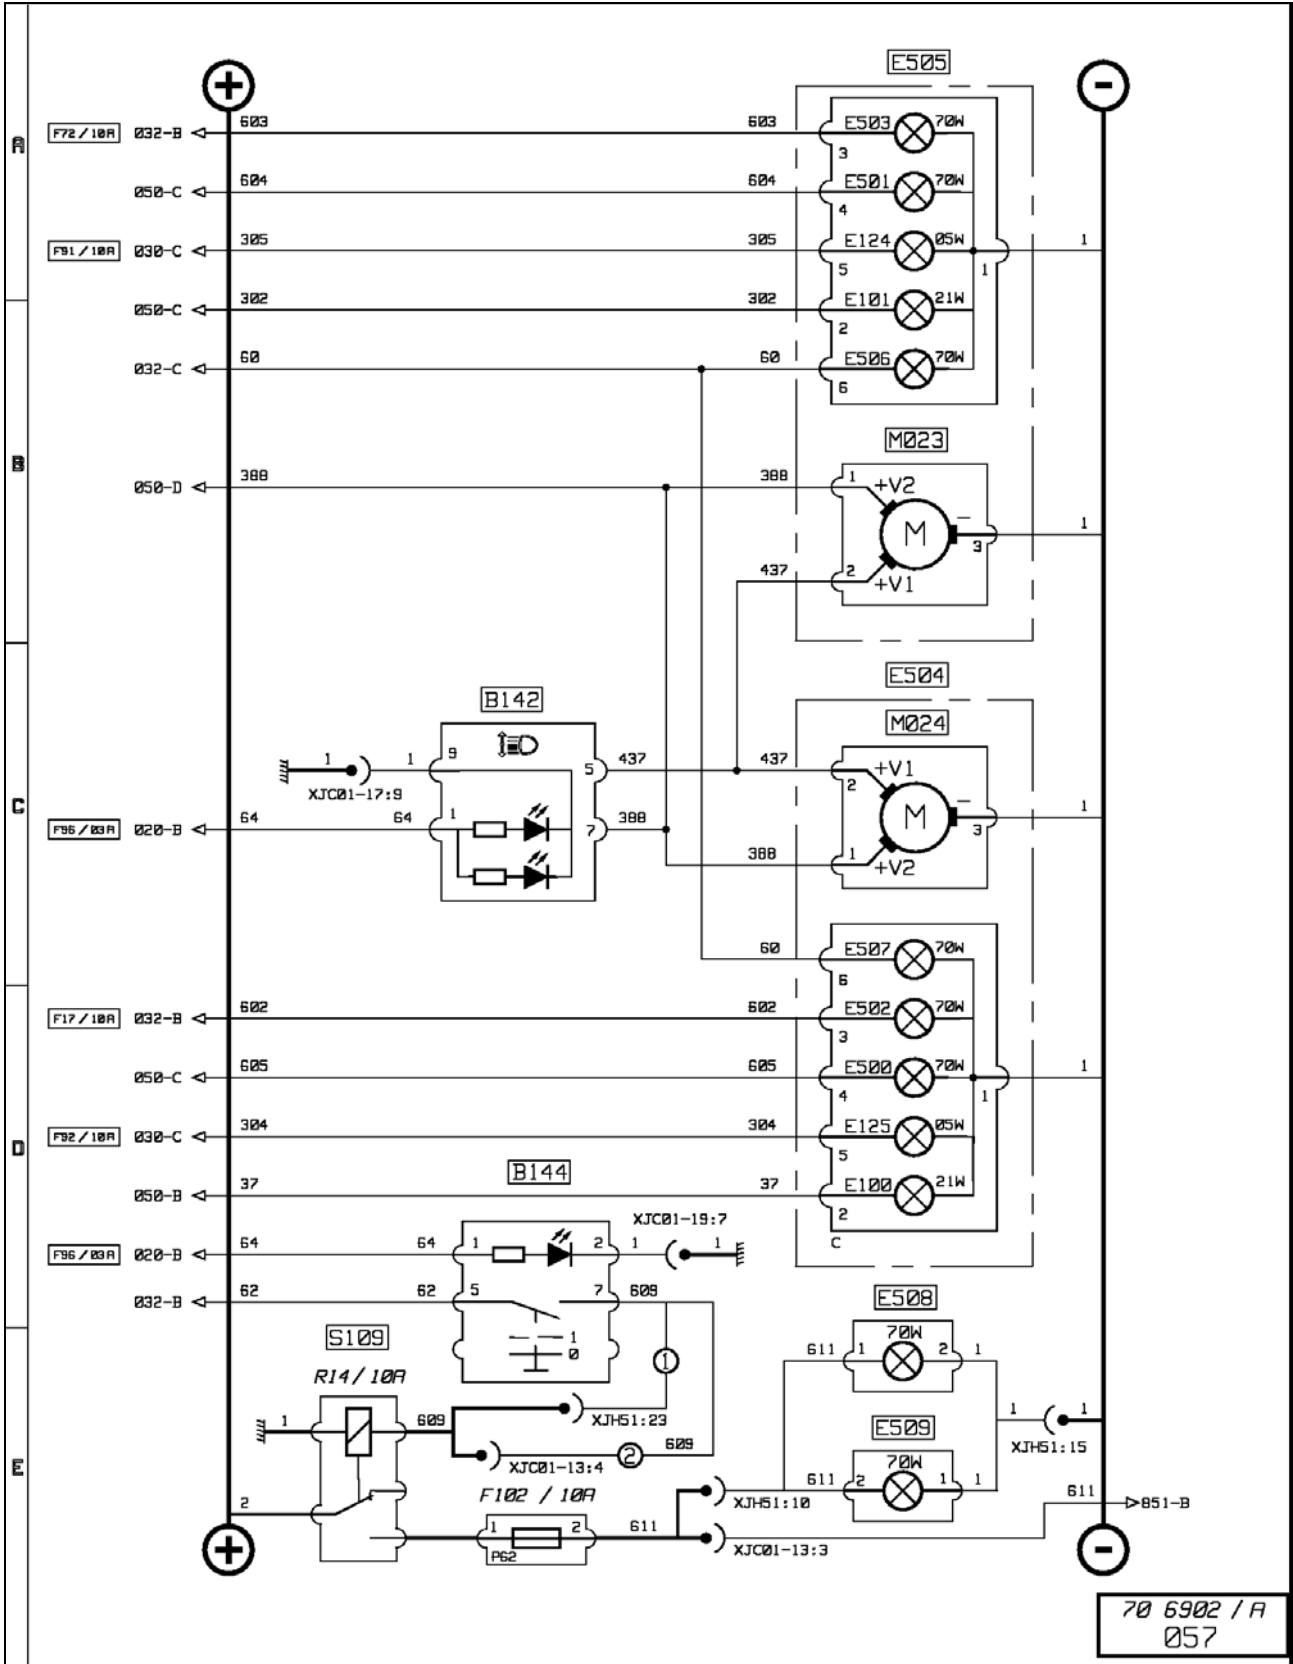 E505
+ -
A
F72 / 10A 032-B 603 603 E503 70W
3
050-C 604 604 E501 70W
4
F91 / 10A 030-C 305 305 E124 05W 1
5 1
050-C 302 302 E101 21W
2
032-C 60 60 E506 70W
6
B
M023
050-D 388 388 1 +V2
M - 3 1
437 2 +V1
E504
B142
M024
1 1 9 5 437 437 +V1
XJC01-17:9 2
C
F96 / 03A 020-B 64 64 1 7 388 M - 3 1
388 1 +V2
60 E507 70W
6
F17 / 10A 032-B 602 602 E502 70W
3
050-C 605 605 E500 70W 1
4 1
F92 / 10A 030-C 304 304 E125 05W
5
D
B144
050-B 37 37 E100 21W
2
XJC01-19:7
C
F96 / 03A 020-B 64 64 1 2 1 1
032-B 62 62 5 7 609
E508
S109
1
0
1
70W
611 1 2 1
R14 / 10A
XJH51:23
1 609
E509
1 1
XJH51:15
E
XJC01-13:4 2 609
70W
611 2 1 1
F102 / 10A
XJH51:10
2
611 851-B
1 2 611
P62
XJC01-13:3
+ -
70 6902 / A
057